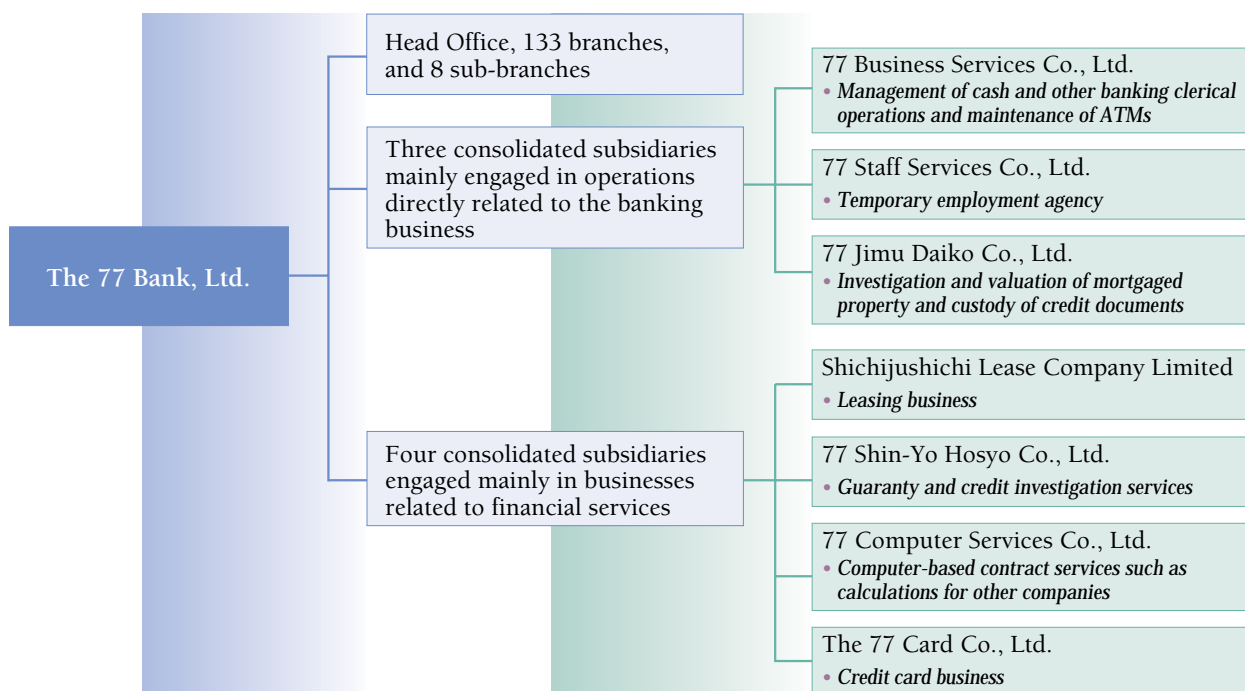 The 77 Bank, Ltd.
Head Office, 133 branches,
and 8 sub-branches
Three consolidated subsidiaries
mainly engaged in operations
directly related to the banking
business
77 Business Services Co., Ltd.
• Management of cash and other banking clerical
operations and maintenance of ATMs
77 Staff Services Co., Ltd.
• Temporary employment agency
77 Jimu Daiko Co., Ltd.
• Investigation and valuation of mortgaged
property and custody of credit documents
Four consolidated subsidiaries
engaged mainly in businesses
related to financial services
Shichijushichi Lease Company Limited
• Leasing business
77 Shin-Yo Hosyo Co., Ltd.
• Guaranty and credit investigation services
77 Computer Services Co., Ltd.
• Computer-based contract services such as
calculations for other companies
The 77 Card Co., Ltd.
• Credit card business